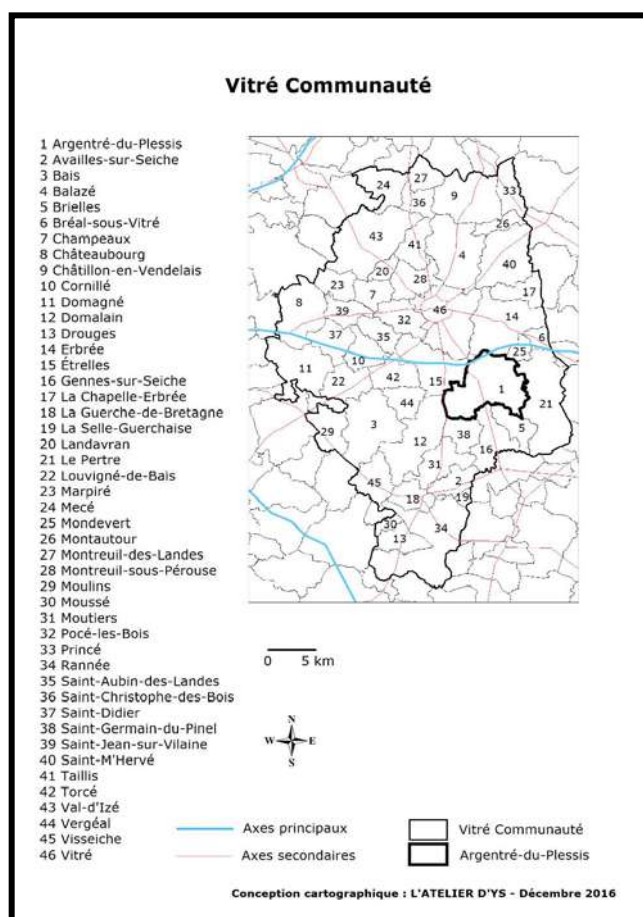 Vitré Communauté
1 Argentré-du-Plessis
2 Availles-sur-Seiche
3 Bais
4 Balazé
5 Brielles
6 Bréal-sous-Vitré
7 Champeaux
8 Châteaubourg
9 Châtillon-en-Vendelais
10 Cornillé
11 Domagné
12 Domalain
13 Drouges
14 Erbrée
15 Étrelles
16 Gennes-sur-Seiche
17 La Chapelle-Erbrée
18 La Guerche-de-Bretagne
19 La Selle-Guerchaise
20 Landavran
21 Le Pertre
22 Louvigné-de-Bais
23 Marpiré
24 Mecé
25 Mondevert
26 Montautour
27 Montreuil-des-Landes
28 Montreuil-sous-Pérouse
29 Moulins
30 Moussé
31 Moutiers
32 Pocé-les-Bois
33 Princé
34 Rannée
35 Saint-Aubin-des-Landes
36 Saint-Christophe-des-Bois
37 Saint-Didier
38 Saint-Germain-du-Pinel
39 Saint-Jean-sur-Vilaine
40 Saint-M'Hervé
41 Taillis
42 Torcé
43 Val-d'Izé
44 Vergéal
45 Visseiche
46 Vitré
27
24
33
36
9
26
43
41
4
40
20
28
23
7
17
8
39
32
46
14
37
35
6
25
10
11
22
42
15
1
21
44
29
3
12
38
5
16
31
45
2
18
19
30
34
13
0 5 km
N
W E
S
Axes principaux
Vitré Communauté
Axes secondaires
Argentré-du-Plessis
Conception cartographique : L'ATELIER D'YS - Décembre 2016